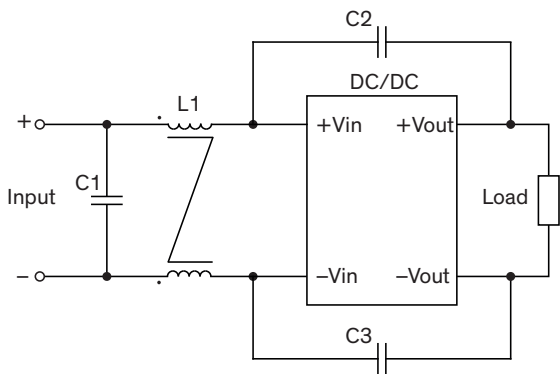 C2
DC/DC
L1
+
+Vin
+Vout
Input
C1
Load
−
−Vin
−Vout
C3